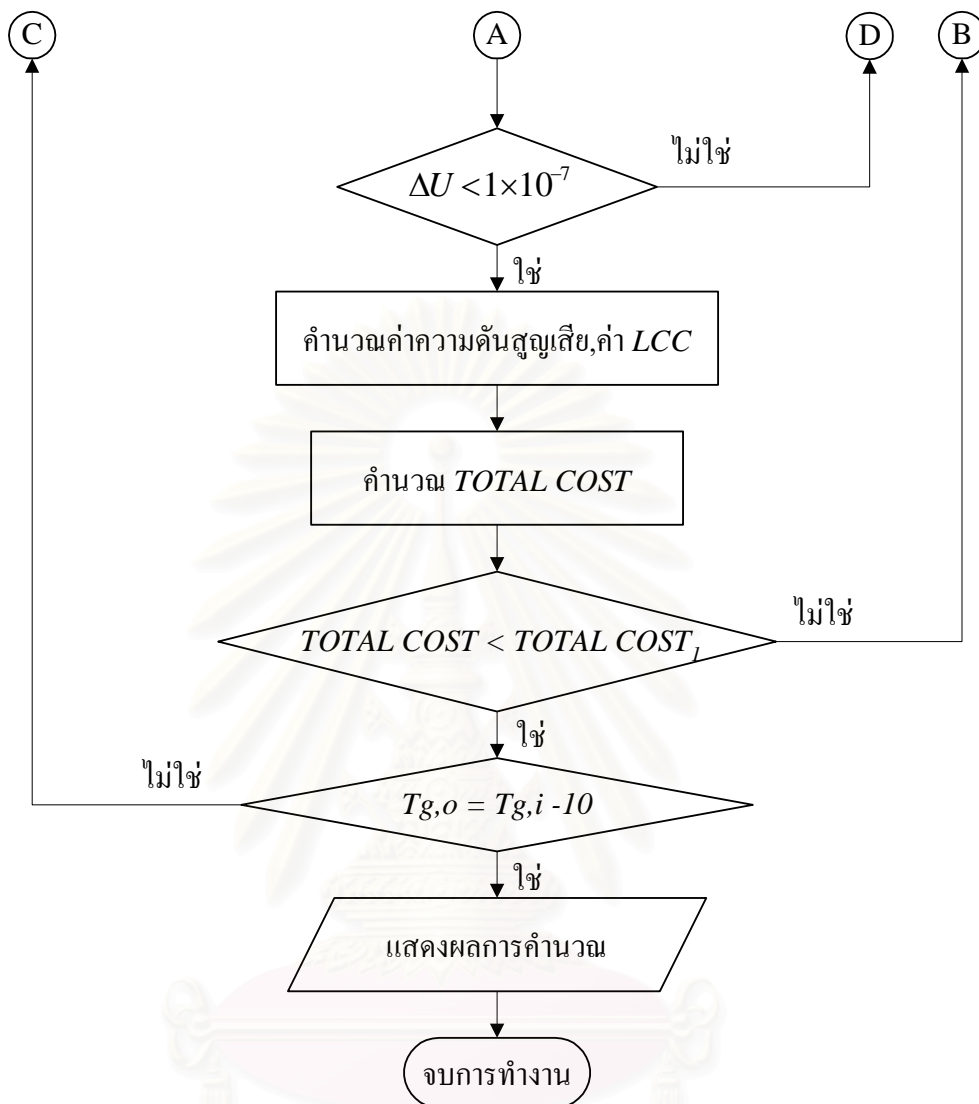 C
A
D
B
ไม่ใช่
ΔU < 1×10⁻⁷
ใช่
คำนวณค่าความดันสูญเสีย,ค่า LCC
คำนวณ TOTAL COST
ไม่ใช่
TOTAL COST < TOTAL COST₁
ใช่
ไม่ใช่
Tg,o = Tg,i -10
ใช่
แสดงผลการคำนวณ
จบการทำงาน